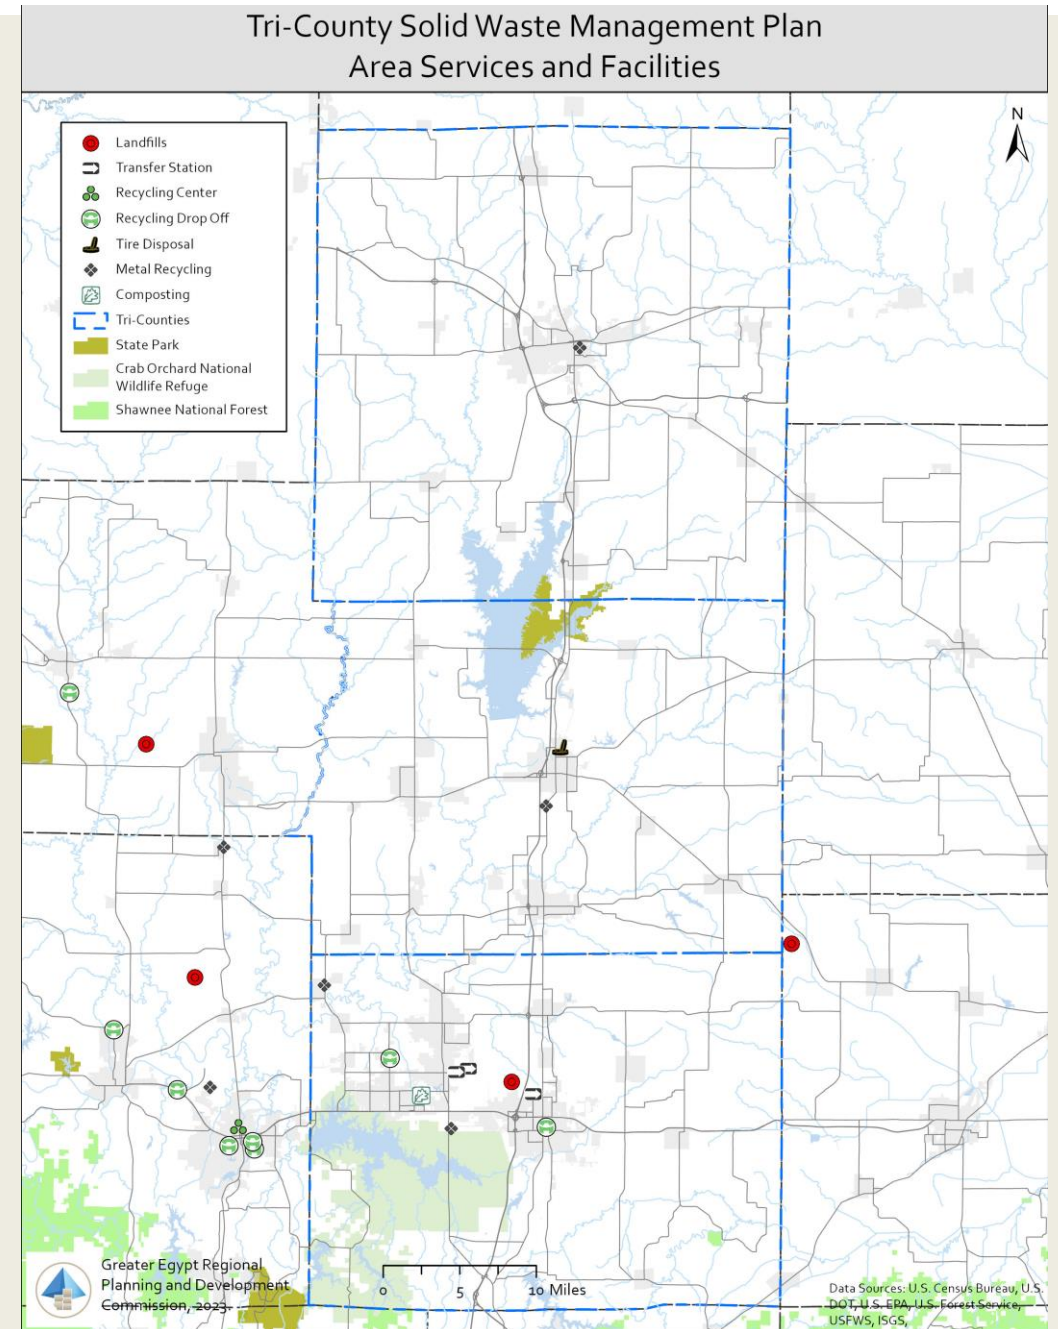 Tri-County Solid Waste Management Plan
Area Services and Facilities
N
Landfills
Transfer Station
Recycling Center
Recycling Drop Off
Tire Disposal
Metal Recycling
Composting
Tri-Counties
State Park
Crab Orchard National
Wildlife Refuge
Shawnee National Forest
Greater Egypt Regional
Planning and Development
Commission, 2023.
0 5 10 Miles
Data Sources: U.S. Census Bureau, U.S.
DOT, U.S. EPA, U.S. Forest Service,
USFWS, ISGS,